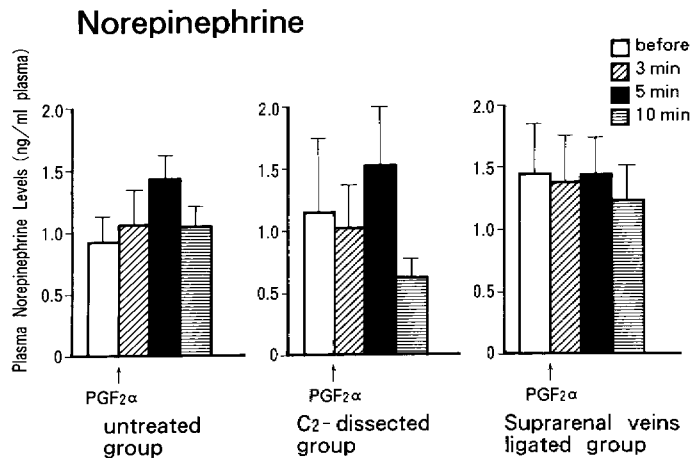 Norepinephrine
before
3 min
5 min
10 min
Plasma Norepinephrine Levels (ng/ml plasma)
2.0
1.5
1.0
0.5
0
PGF2α
untreated
group
2.0
1.5
1.0
0.5
0
PGF2α
C2-dissected
group
2.0
1.5
1.0
0.5
0
PGF2α
Suprarenal veins
ligated group